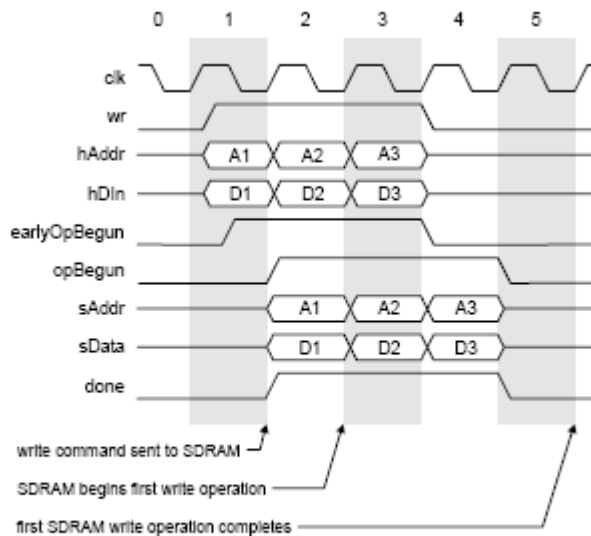 0 1 2 3 4 5
clk
wr
hAddr A1 A2 A3
hDIn D1 D2 D3
earlyOpBegun
opBegun
sAddr A1 A2 A3
sData D1 D2 D3
done
write command sent to SDRAM
SDRAM begins first write operation
first SDRAM write operation completes